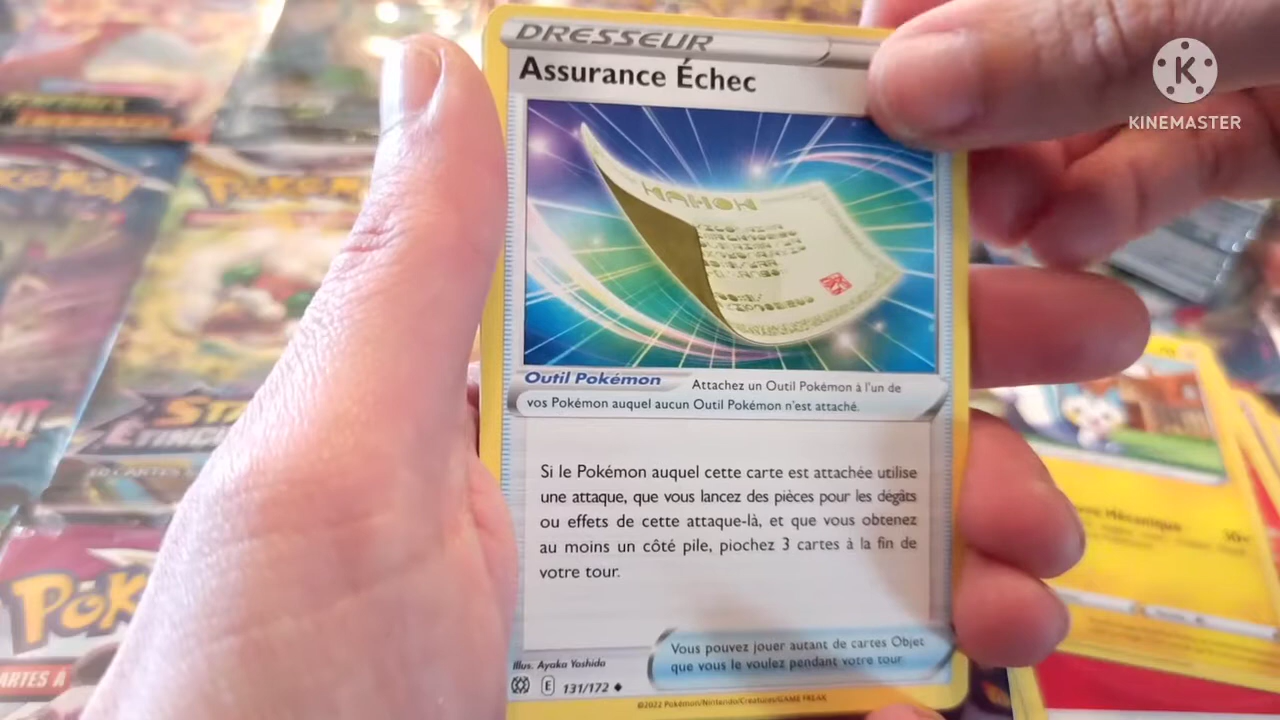 DRESSEUR
Assurance Échec
KINEMASTER
Outil Pokémon Attachez un Outil Pokémon à l'un de
vos Pokémon auquel aucun Outil Pokémon n'est attaché.
Si le Pokémon auquel cette carte est attachée utilise
une attaque, que vous lancez des pièces pour les dégâts
ou effets de cette attaque-là, et que vous obtenez
au moins un côté pile, piochez 3 cartes à la fin de
votre tour.
Vous pouvez jouer autant de cartes Objet
que vous le voulez pendant votre tour
Illus. Ayaka Yoshida
E 131/172
©2022 Pokémon/Nintendo/Creatures/GAME FREAK